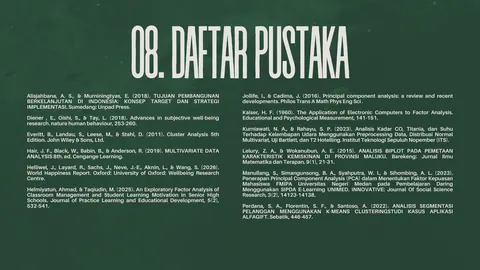 08. DAFTAR PUSTAKA
Alisjahbana, A. S., & Murniningtyas, E. (2018). TUJUAN PEMBANGUNAN
BERKELANJUTAN DI INDONESIA: KONSEP TARGET DAN STRATEGI
IMPLEMENTASI. Sumedang: Unpad Press.
Diener, E., Oishi, & Tay, L. (2018). Advances in subjective well-being
research. nature human behaviour, 253-260.
Everitt, B., Landau, S., Leese, M., & Stahl, D. (2011). Cluster Analysis 5th
Edition. John Wiley & Sons, Ltd.
Hair, J. F., Black, W., Babin, B., & Anderson, R. (2019). MULTIVARIATE DATA
ANALYSIS 8th, ed. Cengange Learning.
Helliwell, J., Layard, R., Sachs, J., Neve, J.-E., Aknin, L., & Wang, S. (2026).
World Happiness Report. Oxford: University of Oxford: Wellbeing Research
Centre.
Helmiyatun, Ahmad, & Taqiudin, M. (2025). An Exploratory Factor Analysis of
Classroom Management and Student Learning Motivation in Senior High
Schools. Journal of Practice Learning and Educational Development, 5(2),
532-541.
Jollife, I., & Cadima, J. (2016). Principal component analysis: a review and recent
developments. Philos Trans A Math Phys Eng Sci .
Kaiser, H. F. (1960). The Application of Electronic Computers to Factor Analysis.
Educational and Psychological Measurement, 141-151.
Kurniawati, N. A., & Rahayu, S. P. (2023). Analisis Kadar CO, Titania, dan Suhu
Terhadap Kelembapan Udara Menggunakan Preprocessing Data, Distribusi Normal
Multivariat, Uji Bartlett, dan T2 Hotelling. Institut Teknologi Sepuluh Nopember (ITS).
Lelury, Z. A., & Wokanubun, A. E. (2015). ANALISIS BIPLOT PADA PEMETAAN
KARAKTERISTIK KEMISKINAN DI PROVINSI MALUKU. Barekeng: Jurnal Ilmu
Matematika dan Terapan. 9(1), 21-31.
Manullang, S., Simangunsong, B. A., Syahputra, W. I., & Sihombing, A. L. (2023).
Penerapan Principal Component Analysis (PCA) dalam Menentukan Faktor Kepuasan
Mahasiswa FMIPA Universitas Negeri Medan pada Pembelajaran Daring
Menggunakan SIPDA E-Learning UNIMED. INNOVATIVE: Journal Of Social Science
Research, 3(2), 14123-14138.
Perdana, S. A., Florentin, S. F., & Santoso, A. (2022). ANALISIS SEGMENTASI
PELANGGAN MENGGUNAKAN K-MEANS CLUSTERINGSTUDI KASUS APLIKASI
ALFAGIFT. Sebatik, 446-457.